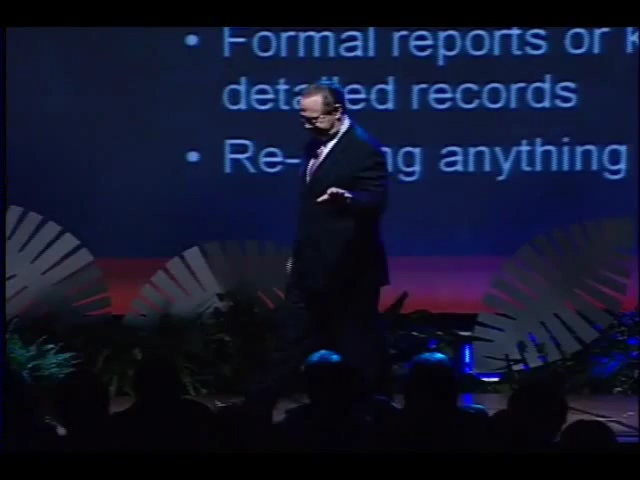 • Formal reports or
detailed records
• Re- anything